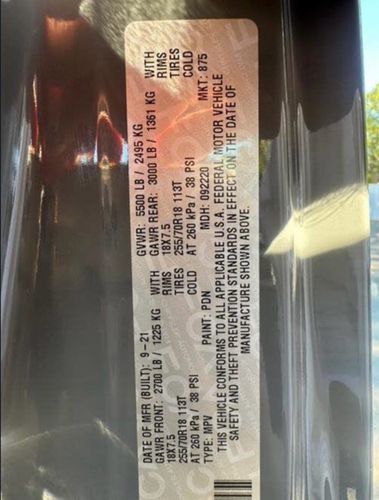 DATE OF MFR (BUILT): 9-21 GVWR: 5500 LB / 2495 KG
GAWR FRONT: 2700 LB / 1225 KG WITH GAWR REAR: 3000 LB / 1361 KG WITH
18X7.5 RIMS 18X7.5 RIMS
255/70R18 113T TIRES 255/70R18 113T TIRES
AT 260 kPa / 38 PSI COLD AT 260 kPa / 38 PSI COLD
TYPE: MPV PAINT: PDN MDH: 092220 MKT: 875
THIS VEHICLE CONFORMS TO ALL APPLICABLE U.S.A. FEDERAL MOTOR VEHICLE
SAFETY AND THEFT PREVENTION STANDARDS IN EFFECT ON THE DATE OF
MANUFACTURE SHOWN ABOVE.